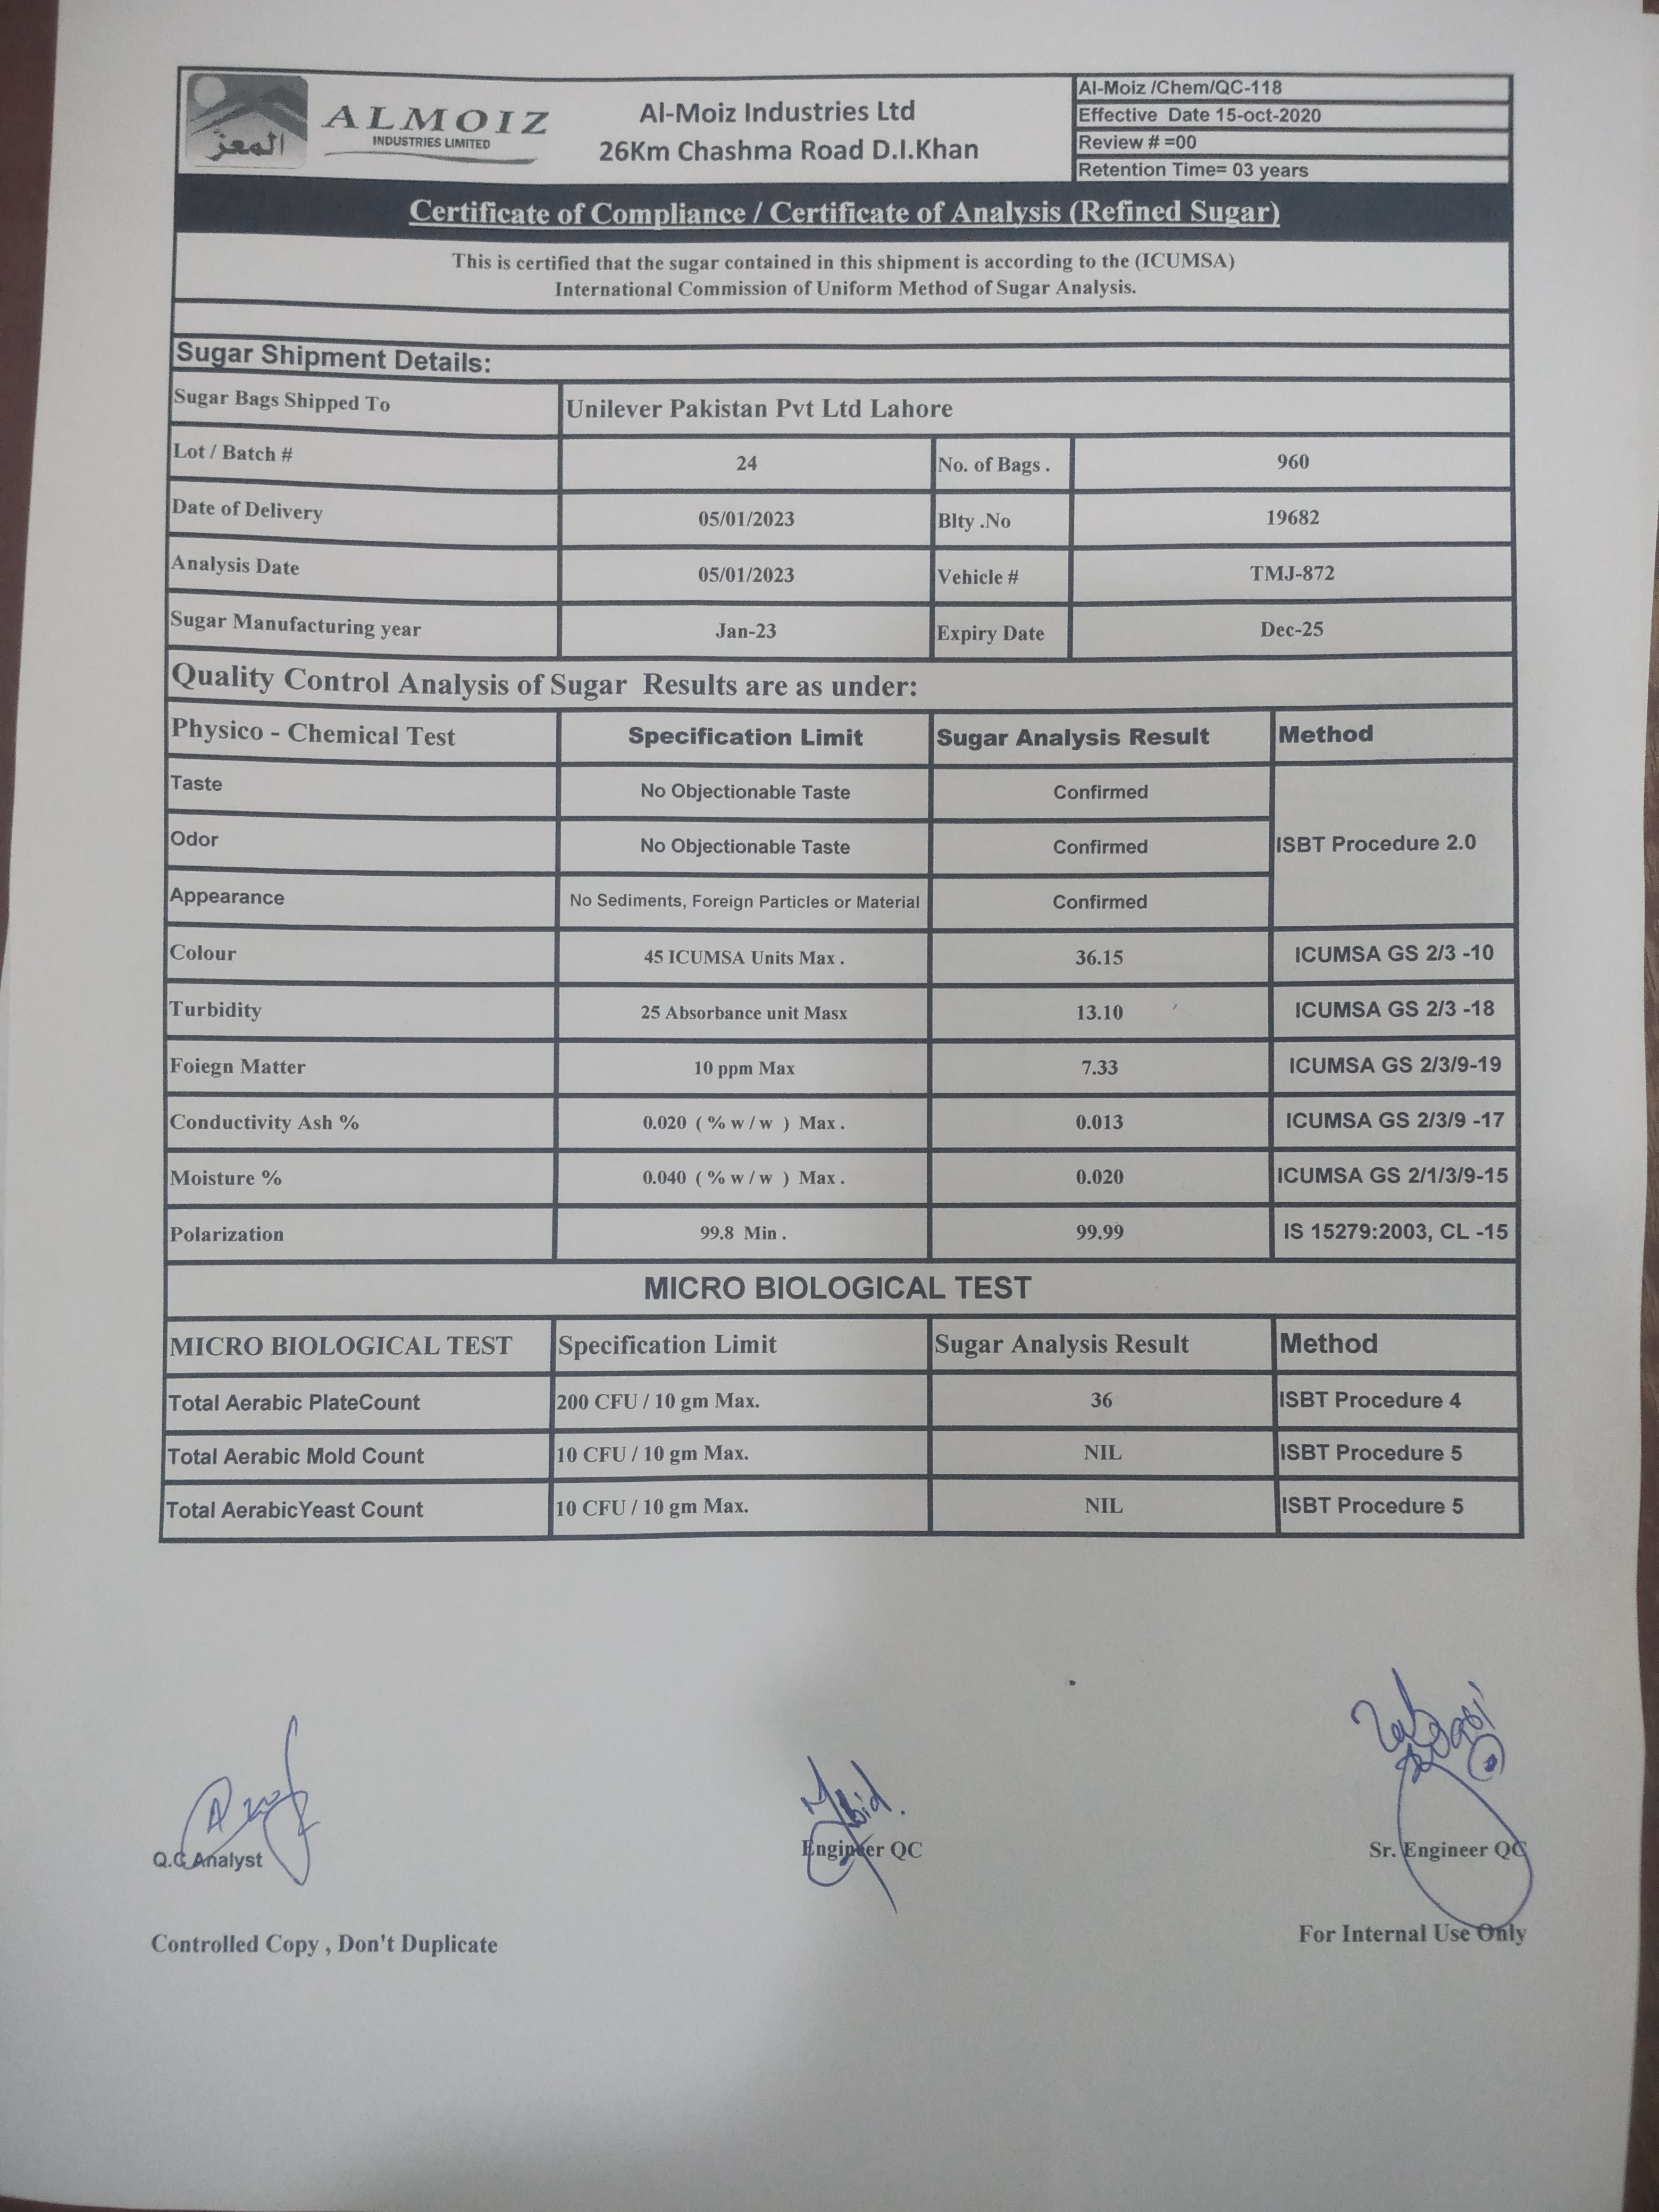 المعز
ALMOIZ
INDUSTRIES LIMITED
Al-Moiz Industries Ltd
26Km Chashma Road D.I.Khan
Al-Moiz /Chem/QC-118
Effective Date 15-oct-2020
Review # =00
Retention Time= 03 years
Certificate of Compliance / Certificate of Analysis (Refined Sugar)
This is certified that the sugar contained in this shipment is according to the (ICUMSA)
International Commission of Uniform Method of Sugar Analysis.
Sugar Shipment Details:
Sugar Bags Shipped To Unilever Pakistan Pvt Ltd Lahore
Lot / Batch # 24 No. of Bags . 960
Date of Delivery 05/01/2023 Blty .No 19682
Analysis Date 05/01/2023 Vehicle # TMJ-872
Sugar Manufacturing year Jan-23 Expiry Date Dec-25
Quality Control Analysis of Sugar Results are as under:
Physico - Chemical Test Specification Limit Sugar Analysis Result Method
Taste No Objectionable Taste Confirmed
Odor No Objectionable Taste Confirmed ISBT Procedure 2.0
Appearance No Sediments, Foreign Particles or Material Confirmed
Colour 45 ICUMSA Units Max . 36.15 ICUMSA GS 2/3 -10
Turbidity 25 Absorbance unit Masx 13.10 ICUMSA GS 2/3 -18
Foiegn Matter 10 ppm Max 7.33 ICUMSA GS 2/3/9-19
Conductivity Ash % 0.020 ( % w / w ) Max . 0.013 ICUMSA GS 2/3/9 -17
Moisture % 0.040 ( % w / w ) Max . 0.020 ICUMSA GS 2/1/3/9-15
Polarization 99.8 Min . 99.99 IS 15279:2003, CL -15
MICRO BIOLOGICAL TEST
MICRO BIOLOGICAL TEST Specification Limit Sugar Analysis Result Method
Total Aerabic PlateCount 200 CFU / 10 gm Max. 36 ISBT Procedure 4
Total Aerabic Mold Count 10 CFU / 10 gm Max. NIL ISBT Procedure 5
Total AerabicYeast Count 10 CFU / 10 gm Max. NIL ISBT Procedure 5
Q.C Analyst Engineer QC Sr. Engineer QC
Controlled Copy , Don't Duplicate For Internal Use Only